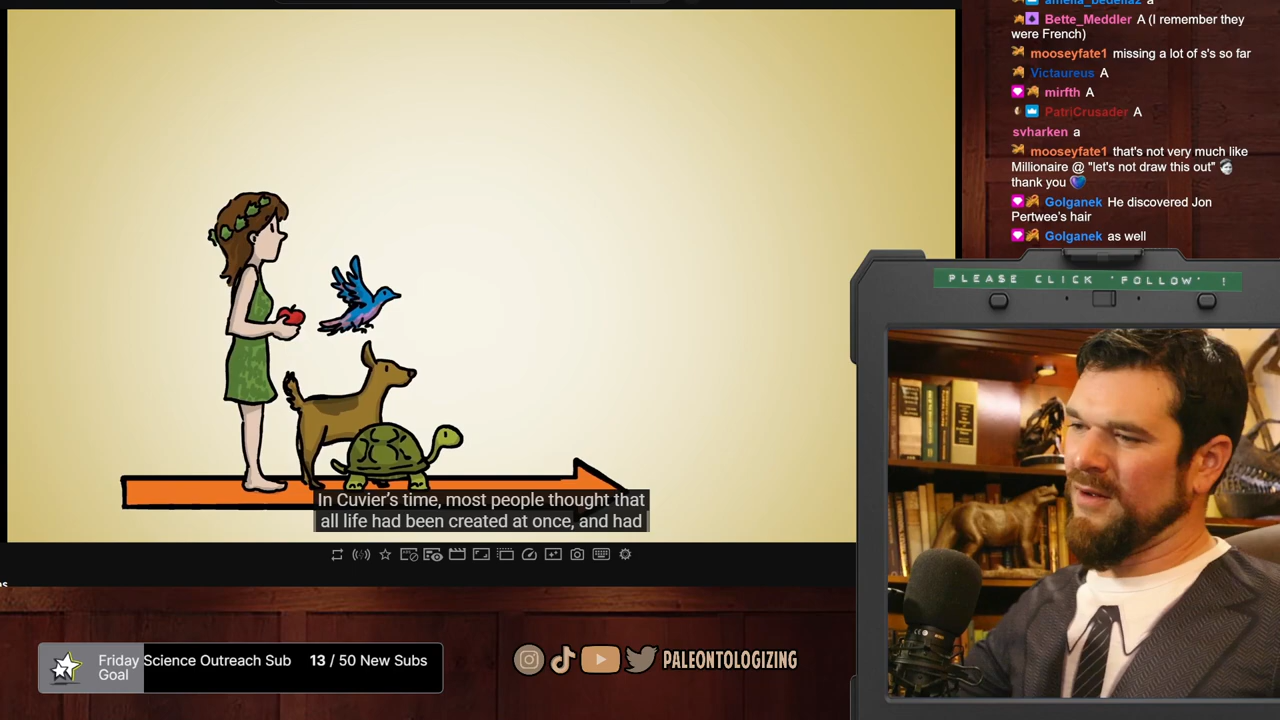 Bette_Meddler A (I remember they
were French)
mooseyfate1 missing a lot of s's so far
Victaureus A
mirfth A
PatriCrusader A
svharken a
mooseyfate1 that's not very much like
Millionaire @ "let's not draw this out"
thank you
Golganek He discovered Jon
Pertwee's hair
Golganek as well
PLEASE CLICK 'FOLLOW' !
In Cuvier's time, most people thought that
all life had been created at once, and had
Friday Science Outreach Sub 13 / 50 New Subs
Goal
PALEONTOLOGIZING